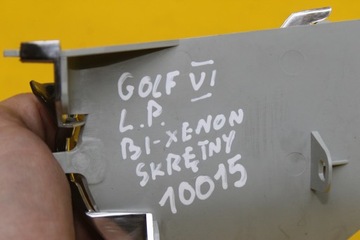 GOLF VI
L.P.
BI-XENON
SKRĘTNY
10015